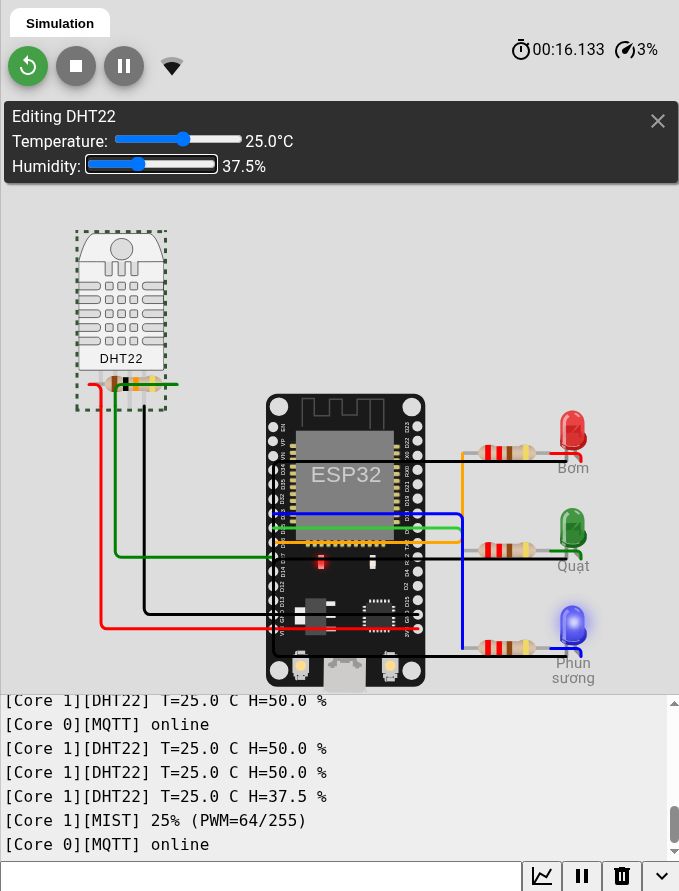 Simulation
00:16.133 3%
Editing DHT22
Temperature: 25.0°C
Humidity: 37.5%
DHT22
ESP32
Bơm
Quạt
Phun
sương
[Core 1][DHT22] T=25.0 C H=50.0 %
[Core 0][MQTT] online
[Core 1][DHT22] T=25.0 C H=50.0 %
[Core 1][DHT22] T=25.0 C H=50.0 %
[Core 1][DHT22] T=25.0 C H=37.5 %
[Core 1][MIST] 25% (PWM=64/255)
[Core 0][MQTT] online